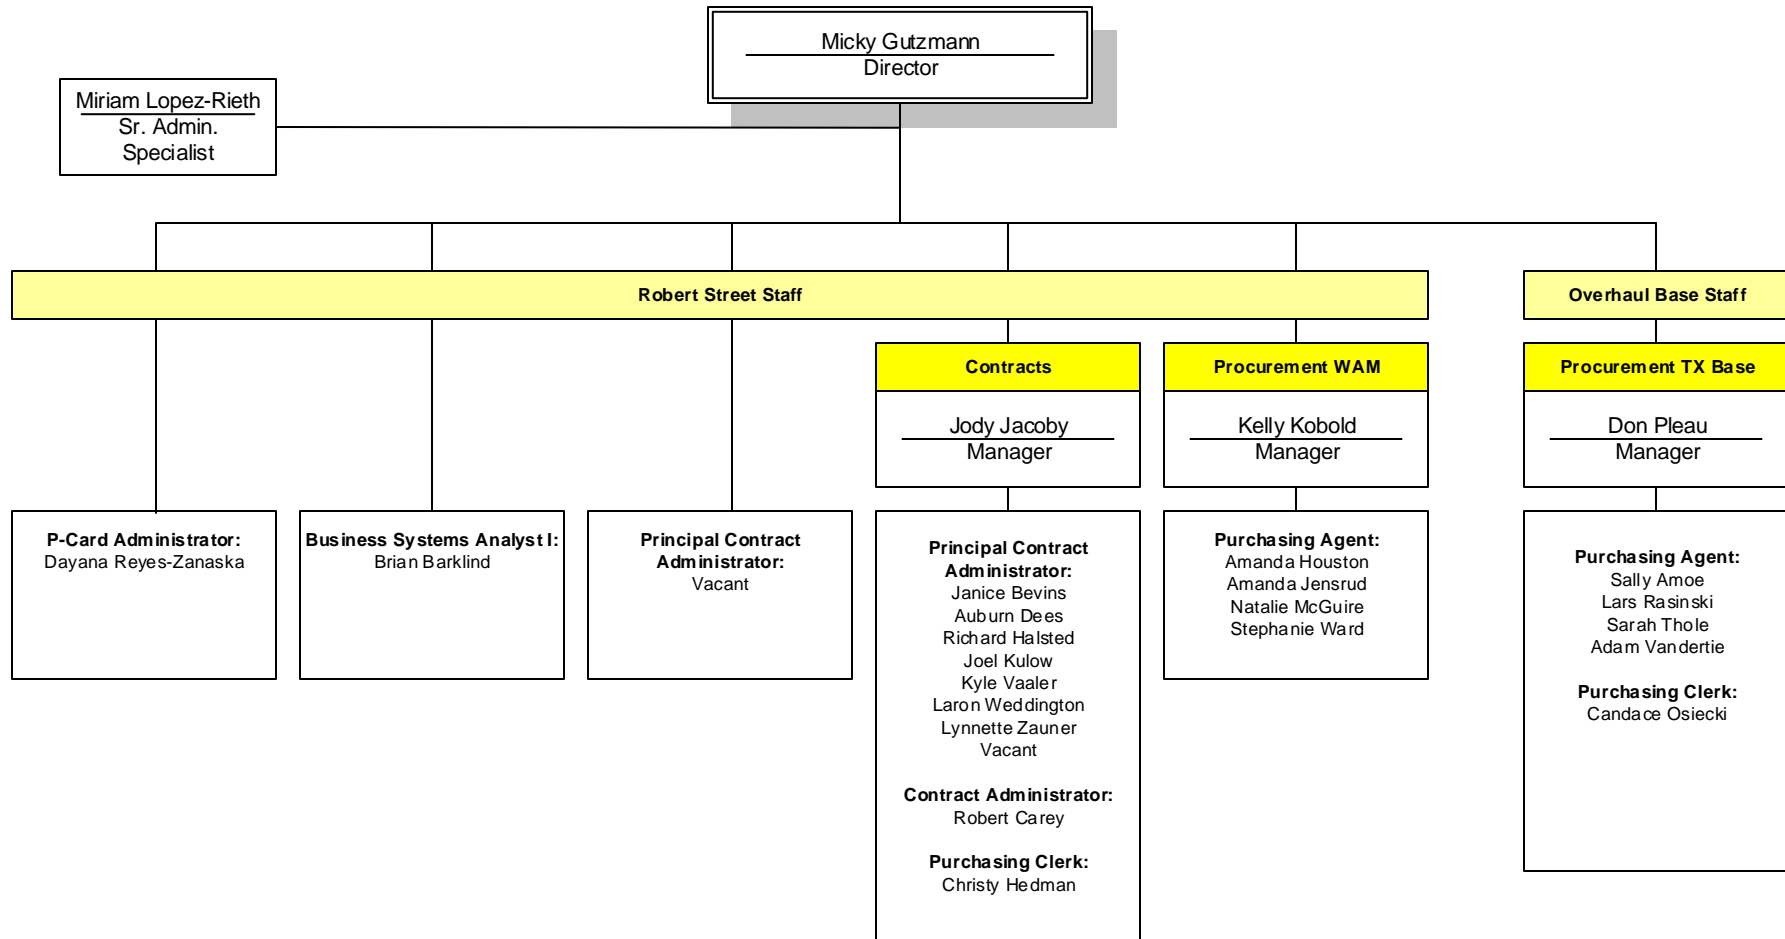 Micky Gutzmann
Director
Miriam Lopez-Rieth
Sr. Admin.
Specialist
Robert Street Staff
Overhaul Base Staff
Contracts
Jody Jacoby
Manager
Procurement WAM
Kelly Kobold
Manager
Procurement TX Base
Don Pleau
Manager
P-Card Administrator:
Dayana Reyes-Zanaska
Business Systems Analyst I:
Brian Barklind
Principal Contract
Administrator:
Vacant
Principal Contract
Administrator:
Janice Bevins
Auburn Dees
Richard Halsted
Joel Kulow
Kyle Vaaler
Laron Weddington
Lynnette Zauner
Vacant
Contract Administrator:
Robert Carey
Purchasing Clerk:
Christy Hedman
Purchasing Agent:
Amanda Houston
Amanda Jensrud
Natalie McGuire
Stephanie Ward
Purchasing Agent:
Sally Amoe
Lars Rasinski
Sarah Thole
Adam Vandertie
Purchasing Clerk:
Candace Osiecki